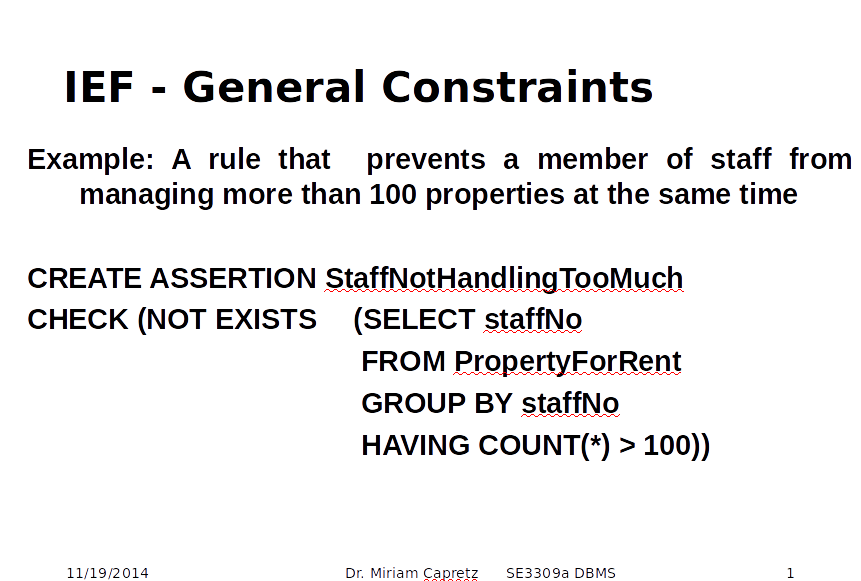 IEF - General Constraints
Example: A rule that prevents a member of staff from
managing more than 100 properties at the same time
CREATE ASSERTION StaffNotHandlingTooMuch
CHECK (NOT EXISTS (SELECT staffNo
FROM PropertyForRent
GROUP BY staffNo
HAVING COUNT(*) > 100))
11/19/2014 Dr. Miriam Capretz SE3309a DBMS 1